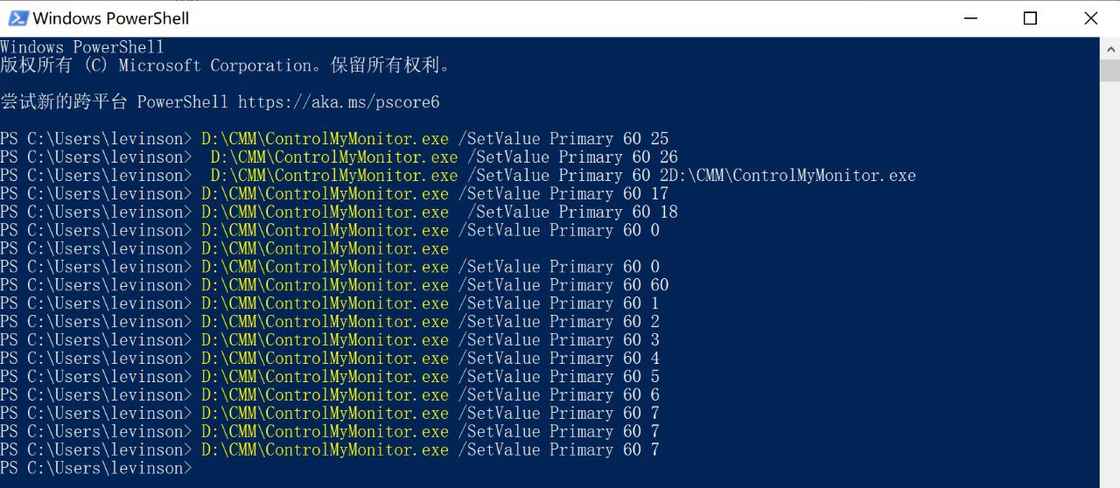 Windows PowerShell
Windows PowerShell
版权所有 (C) Microsoft Corporation。保留所有权利。
尝试新的跨平台 PowerShell https://aka.ms/pscore6
PS C:\Users\levinson> D:\CMM\ControlMyMonitor.exe /SetValue Primary 60 25
PS C:\Users\levinson>  D:\CMM\ControlMyMonitor.exe /SetValue Primary 60 26
PS C:\Users\levinson>  D:\CMM\ControlMyMonitor.exe /SetValue Primary 60 2D:\CMM\ControlMyMonitor.exe
PS C:\Users\levinson> D:\CMM\ControlMyMonitor.exe /SetValue Primary 60 17
PS C:\Users\levinson> D:\CMM\ControlMyMonitor.exe  /SetValue Primary 60 18
PS C:\Users\levinson> D:\CMM\ControlMyMonitor.exe /SetValue Primary 60 0
PS C:\Users\levinson> D:\CMM\ControlMyMonitor.exe
PS C:\Users\levinson> D:\CMM\ControlMyMonitor.exe /SetValue Primary 60 0
PS C:\Users\levinson> D:\CMM\ControlMyMonitor.exe /SetValue Primary 60 60
PS C:\Users\levinson> D:\CMM\ControlMyMonitor.exe /SetValue Primary 60 1
PS C:\Users\levinson> D:\CMM\ControlMyMonitor.exe /SetValue Primary 60 2
PS C:\Users\levinson> D:\CMM\ControlMyMonitor.exe /SetValue Primary 60 3
PS C:\Users\levinson> D:\CMM\ControlMyMonitor.exe /SetValue Primary 60 4
PS C:\Users\levinson> D:\CMM\ControlMyMonitor.exe /SetValue Primary 60 5
PS C:\Users\levinson> D:\CMM\ControlMyMonitor.exe /SetValue Primary 60 6
PS C:\Users\levinson> D:\CMM\ControlMyMonitor.exe /SetValue Primary 60 7
PS C:\Users\levinson> D:\CMM\ControlMyMonitor.exe /SetValue Primary 60 7
PS C:\Users\levinson> D:\CMM\ControlMyMonitor.exe /SetValue Primary 60 7
PS C:\Users\levinson>